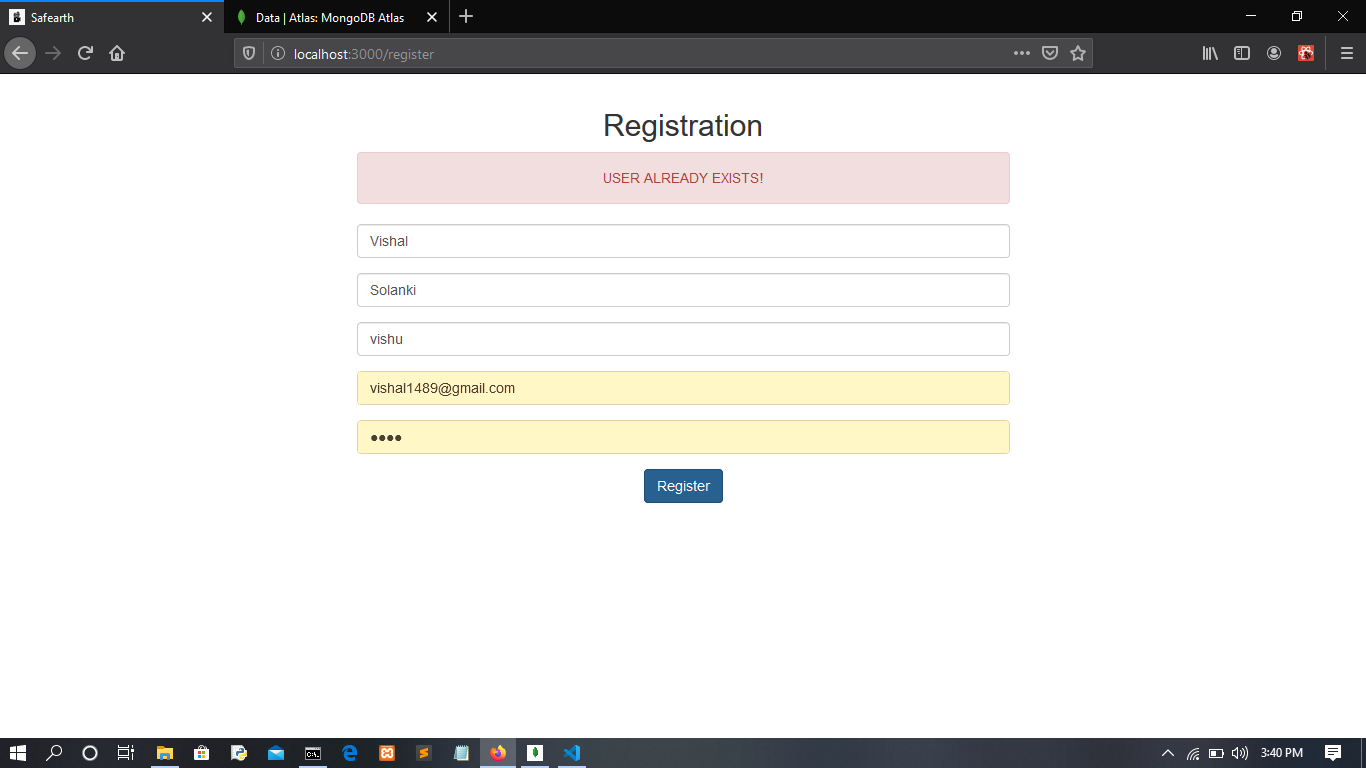 Safearth
Data | Atlas: MongoDB Atlas
localhost:3000/register
Registration
USER ALREADY EXISTS!
Vishal
Solanki
vishu
vishal1489@gmail.com
••••
Register
3:40 PM